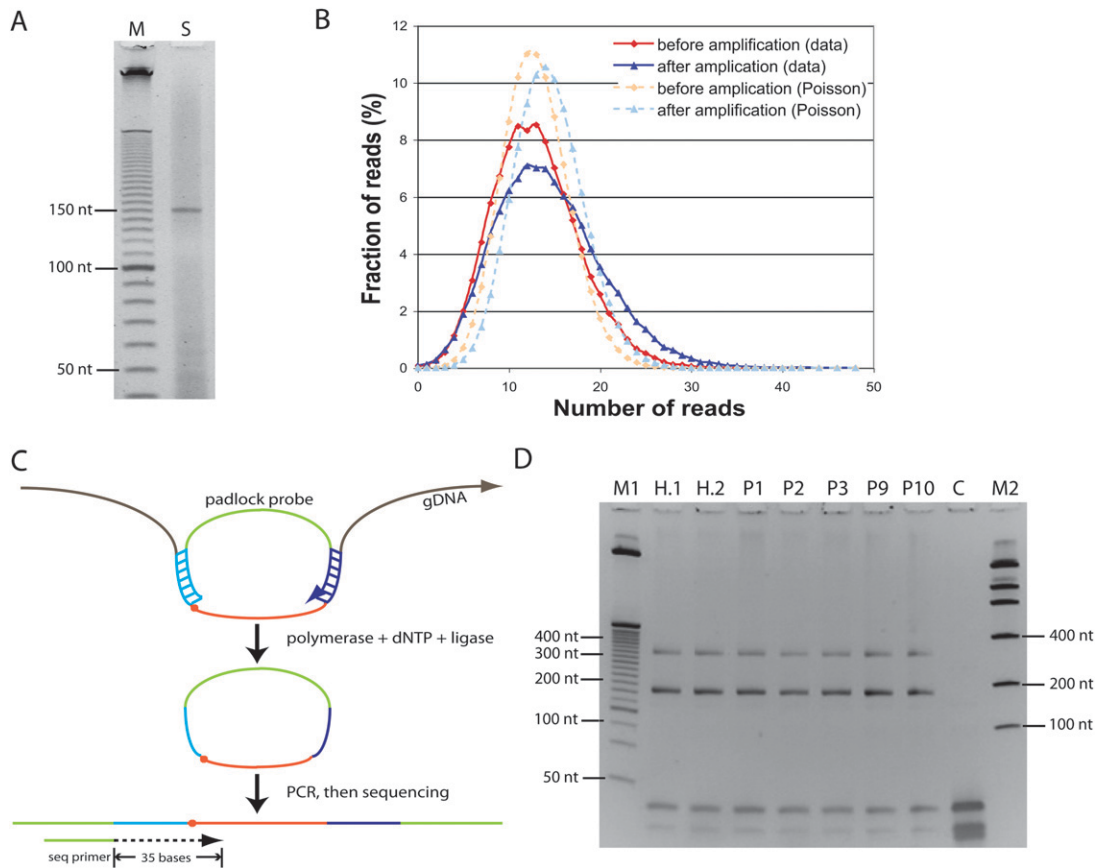 A
M S
150 nt
100 nt
50 nt
B
12
10
8
6
4
2
0
0 10 20 30 40 50
Fraction of reads (%)
Number of reads
before amplification (data)
after amplication (data)
before amplication (Poisson)
after amplification (Poisson)
C
padlock probe
gDNA
polymerase + dNTP + ligase
PCR, then sequencing
seq primer
35 bases
D
M1 H.1 H.2 P1 P2 P3 P9 P10 C M2
400 nt
300 nt
200 nt
100 nt
50 nt
400 nt
200 nt
100 nt